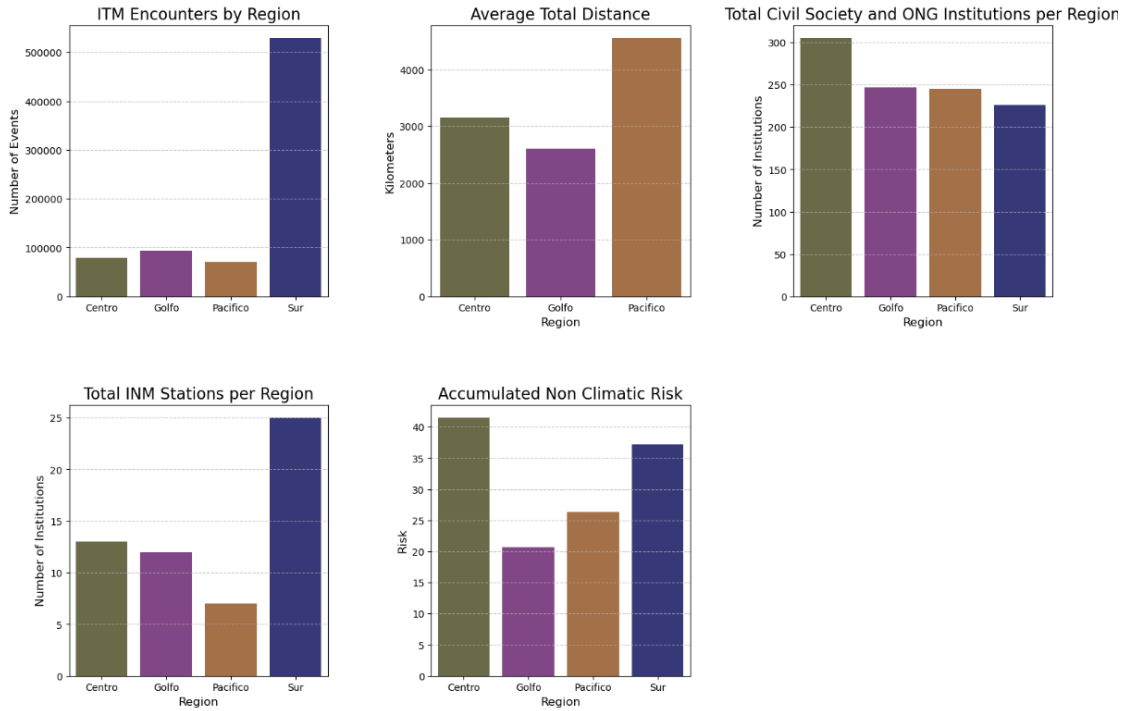 ITM Encounters by Region
Number of Events
500000
400000
300000
200000
100000
0
Centro Golfo Pacifico Sur
Average Total Distance
Kilometers
4000
3000
2000
1000
0
Centro Golfo Pacifico
Region
Total Civil Society and ONG Institutions per Region
Number of Institutions
300
250
200
150
100
50
0
Centro Golfo Pacifico Sur
Region
Total INM Stations per Region
Number of Institutions
25
20
15
10
5
0
Centro Golfo Pacifico Sur
Region
Accumulated Non Climatic Risk
Risk
40
35
30
25
20
15
10
5
0
Centro Golfo Pacifico Sur
Region